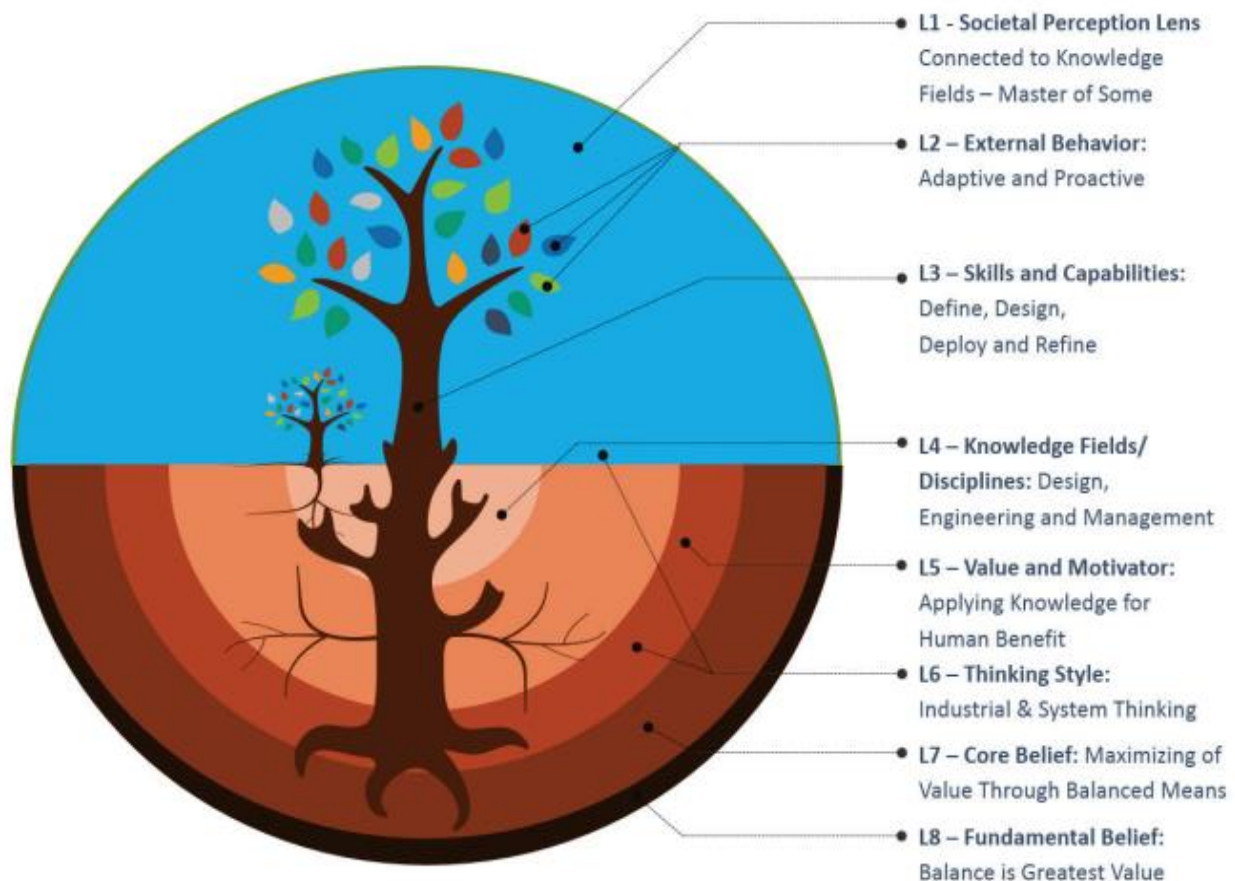 L1 - Societal Perception Lens
Connected to Knowledge
Fields – Master of Some
L2 – External Behavior:
Adaptive and Proactive
L3 – Skills and Capabilities:
Define, Design,
Deploy and Refine
L4 – Knowledge Fields/
Disciplines: Design,
Engineering and Management
L5 – Value and Motivator:
Applying Knowledge for
Human Benefit
L6 – Thinking Style:
Industrial & System Thinking
L7 – Core Belief: Maximizing of
Value Through Balanced Means
L8 – Fundamental Belief:
Balance is Greatest Value